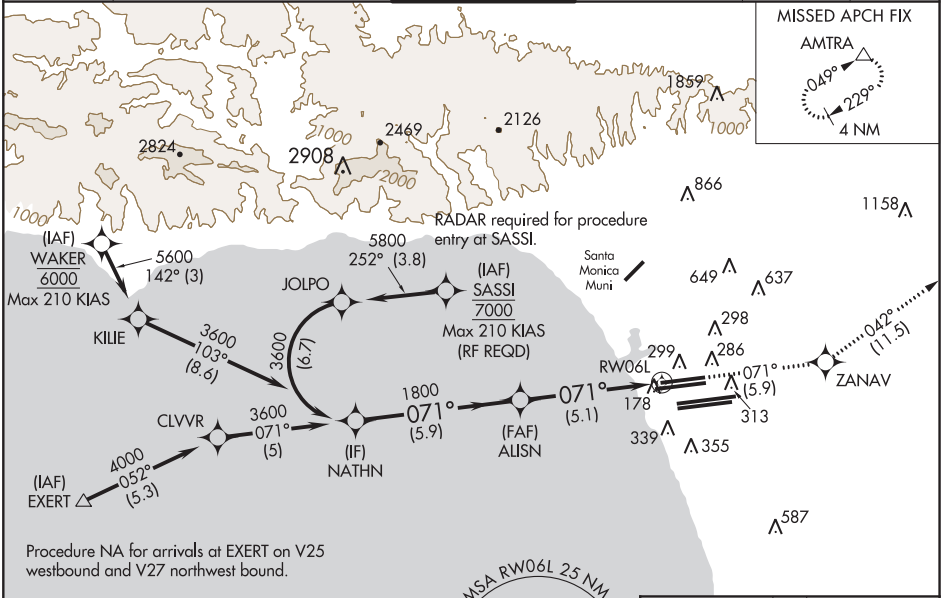 MISSED APCH FIX
AMTRA
049°
229°
4 NM
1859
1000
2126
2469
1000
2824
2908
2000
1000
866
1158
RADAR required for procedure
entry at SASSI.
(IAF)
WAKER
6000
Max 210 KIAS
5600
142° (3)
5800
252° (3.8)
(IAF)
SASSI
7000
Max 210 KIAS
(RF REQD)
JOLPO
Santa
Monica
Muni
649
637
KILIE
3600
103°
(8.6)
3600
(6.7)
298
042°
(11.5)
299
286
RW06L
178
071°
(5.9)
ZANAV
313
CLVVR
3600
071°
(5)
1800
071°
(5.9)
071°
(5.1)
(IF)
NATHN
(FAF)
ALISN
339
355
4000
052°
(5.3)
(IAF)
EXERT
587
Procedure NA for arrivals at EXERT on V25
westbound and V27 northwest bound.
MSA RW06L 25 NM